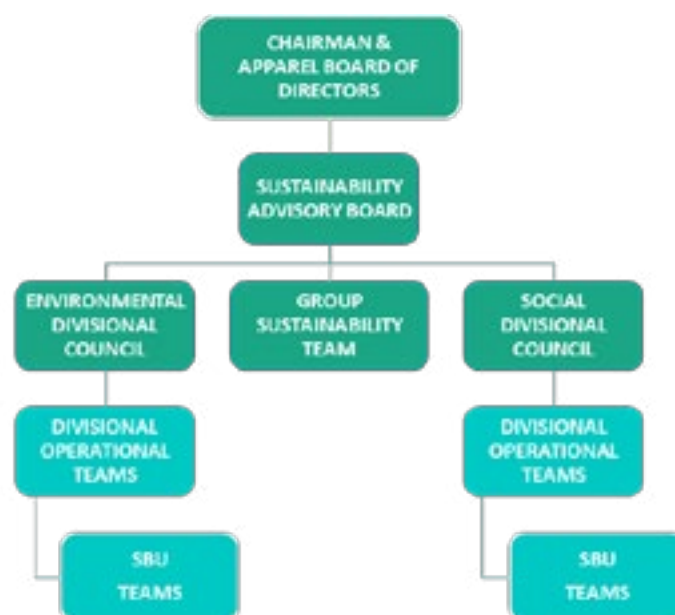 CHAIRMAN &
APPAREL BOARD OF
DIRECTORS
SUSTAINABILITY
ADVISORY BOARD
ENVIRONMENTAL
DIVISIONAL
COUNCIL
GROUP
SUSTAINABILITY
TEAM
SOCIAL
DIVISIONAL
COUNCIL
DIVISIONAL
OPERATIONAL
TEAMS
DIVISIONAL
OPERATIONAL
TEAMS
SBU
TEAMS
SBU
TEAMS